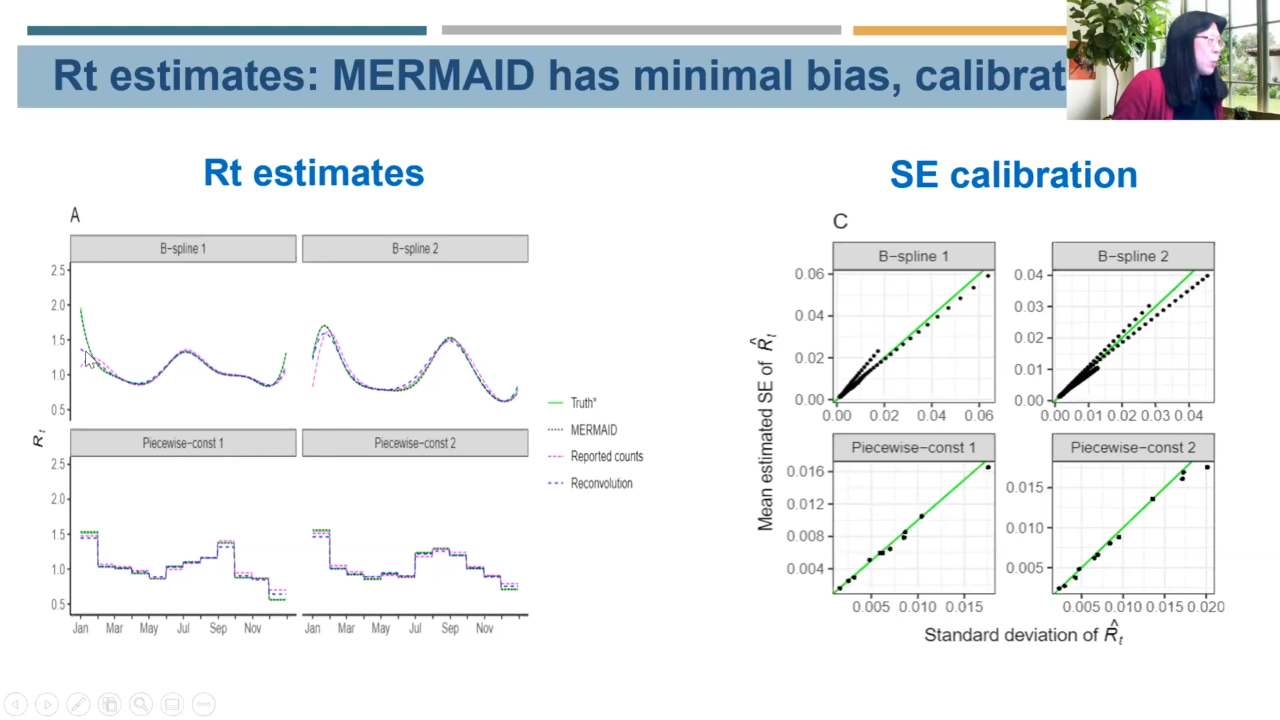 Rt estimates: MERMAID has minimal bias, calibrat
Rt estimates
SE calibration
A
B-spline 1
B-spline 2
2.5
2.0
1.5
1.0
0.5
R_t
Piecewise-const 1
Piecewise-const 2
2.5
2.0
1.5
1.0
0.5
Jan Mar May Jul Sep Nov
Jan Mar May Jul Sep Nov
Truth*
MERMAID
Reported counts
Reconvolution
C
B-spline 1
B-spline 2
0.06
0.04
0.02
0.00
0.00 0.02 0.04 0.06
0.04
0.03
0.02
0.01
0.00
0.00 0.01 0.02 0.03 0.04
Mean estimated SE of R̂_t
Piecewise-const 1
Piecewise-const 2
0.016
0.012
0.008
0.004
0.005 0.010 0.015
0.015
0.010
0.005
0.005 0.010 0.015 0.020
Standard deviation of R̂_t